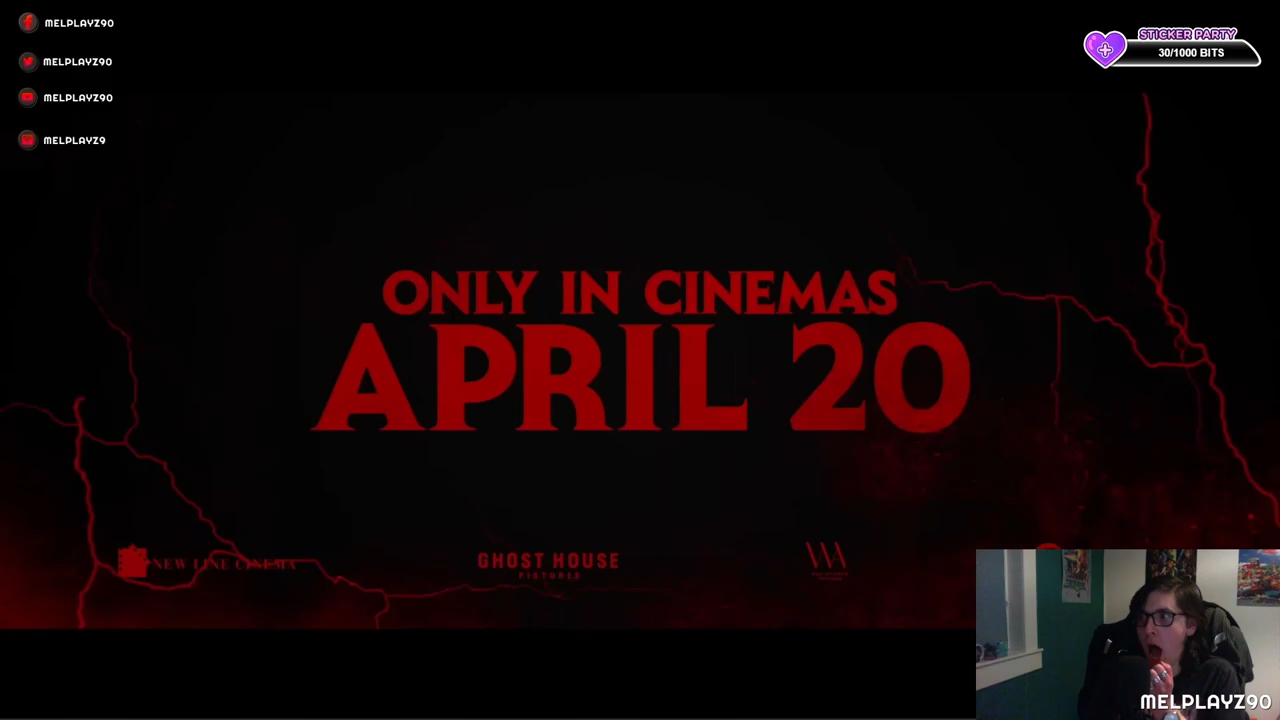 MELPLAYZ90
MELPLAYZ90
MELPLAYZ90
MELPLAYZ9
STICKER PARTY
30/1000 BITS
ONLY IN CINEMAS
APRIL 20
NEW LINE CINEMA
GHOST HOUSE
PICTURES
MELPLAYZ90